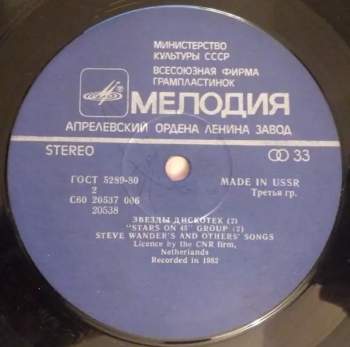 МИНИСТЕРСТВО
КУЛЬТУРЫ СССР
ВСЕСОЮЗНАЯ ФИРМА
ГРАМПЛАСТИНОК
МЕЛОДИЯ
АПРЕЛЕВСКИЙ ОРДЕНА ЛЕНИНА ЗАВОД
STEREO 33
ГОСТ 5289-80
2
С60 20537 006
20538
MADE IN USSR
Третья гр.
ЗВЕЗДЫ ДИСКОТЕК (2)
"STARS ON 45" GROUP (2)
STEVE WANDER'S AND OTHERS' SONGS
Licence by the CNR firm,
Netherlands
Recorded in 1982